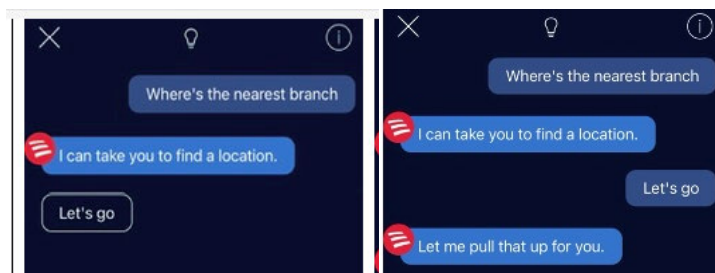 Where's the nearest branch
I can take you to find a location.
Let's go
Where's the nearest branch
I can take you to find a location.
Let's go
Let me pull that up for you.